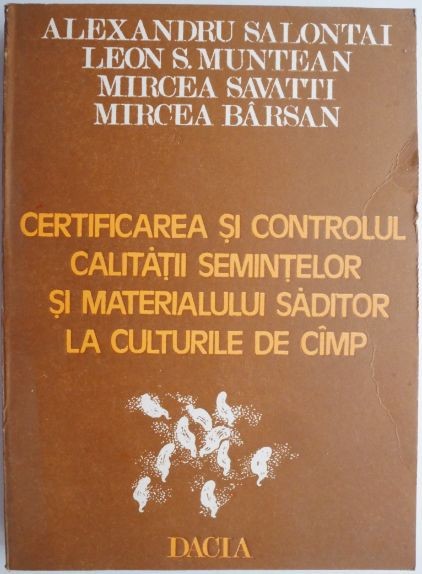 ALEXANDRU SALONTAI
LEON S. MUNTEAN
MIRCEA SAVATTI
MIRCEA BÂRSAN
CERTIFICAREA ȘI CONTROLUL
CALITĂȚII SEMINȚELOR
ȘI MATERIALULUI SĂDITOR
LA CULTURILE DE CÎMP
DACIA